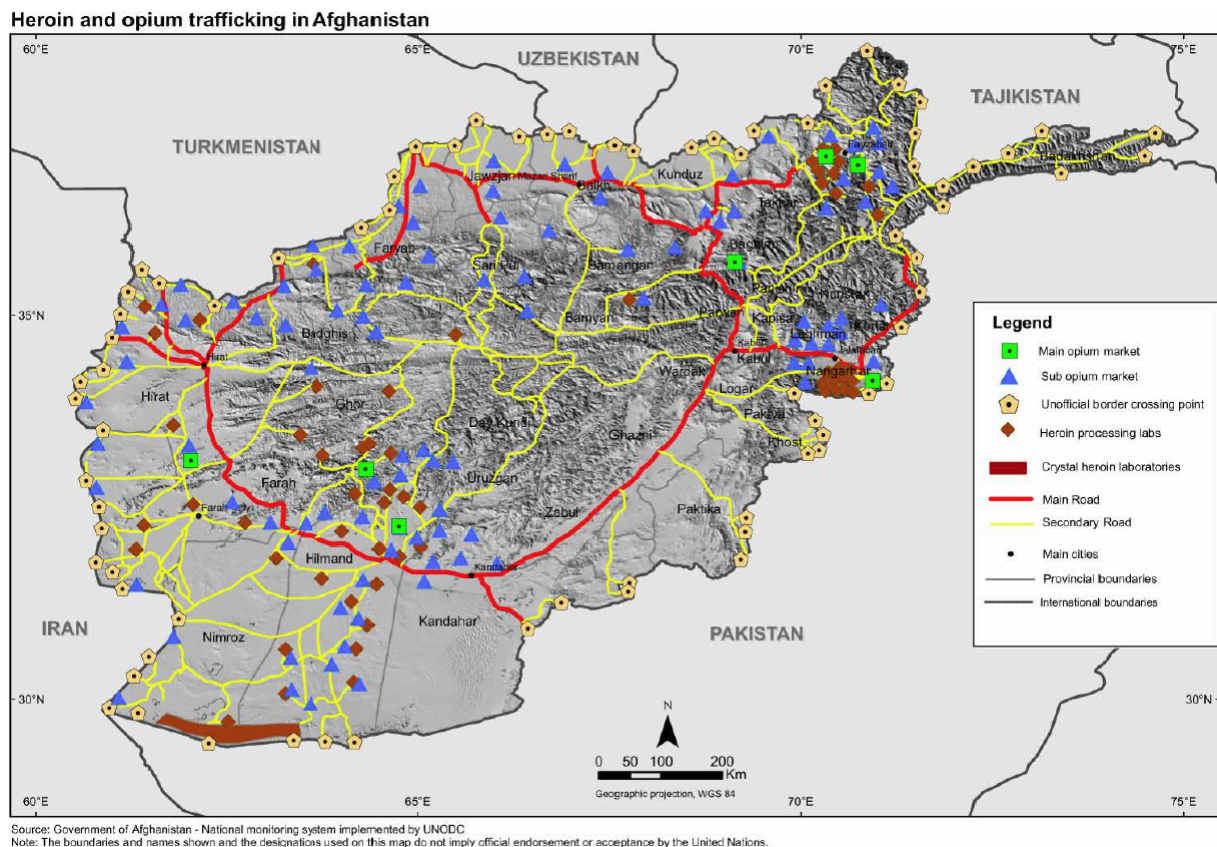 Heroin and opium trafficking in Afghanistan
60°E
65°E
70°E
75°E
UZBEKISTAN
TAJIKISTAN
TURKMENISTAN
Fayzabad
Badakhshan
Jawzjan
Mazari Sherif
Balkh
Kunduz
Takhar
Faryab
Baghlan
Sari Pul
Samangan
35°N
Nuristan
Bamyan
Parwan
Kapisa
Badghis
Laghman
Kunar
Hirat
Kabul
Kabul
Jalalabad
Nangarhar
Wardak
Logar
Hirat
Ghor
Paktya
Day Kundi
Ghazni
Khost
Uruzgan
Farah
Farah
Zabul
Paktika
Hilmand
Kandahar
Kandahar
IRAN
Nimroz
PAKISTAN
30°N
30°N
Legend
Main opium market
Sub opium market
Unofficial border crossing point
Heroin processing labs
Crystal heroin laboratories
Main Road
Secondary Road
Main cities
Provincial boundaries
International boundaries
N
0 50 100 200
Km
Geographic projection, WGS 84
60°E
65°E
70°E
75°E
Source: Government of Afghanistan - National monitoring system implemented by UNODC
Note: The boundaries and names shown and the designations used on this map do not imply official endorsement or acceptance by the United Nations.